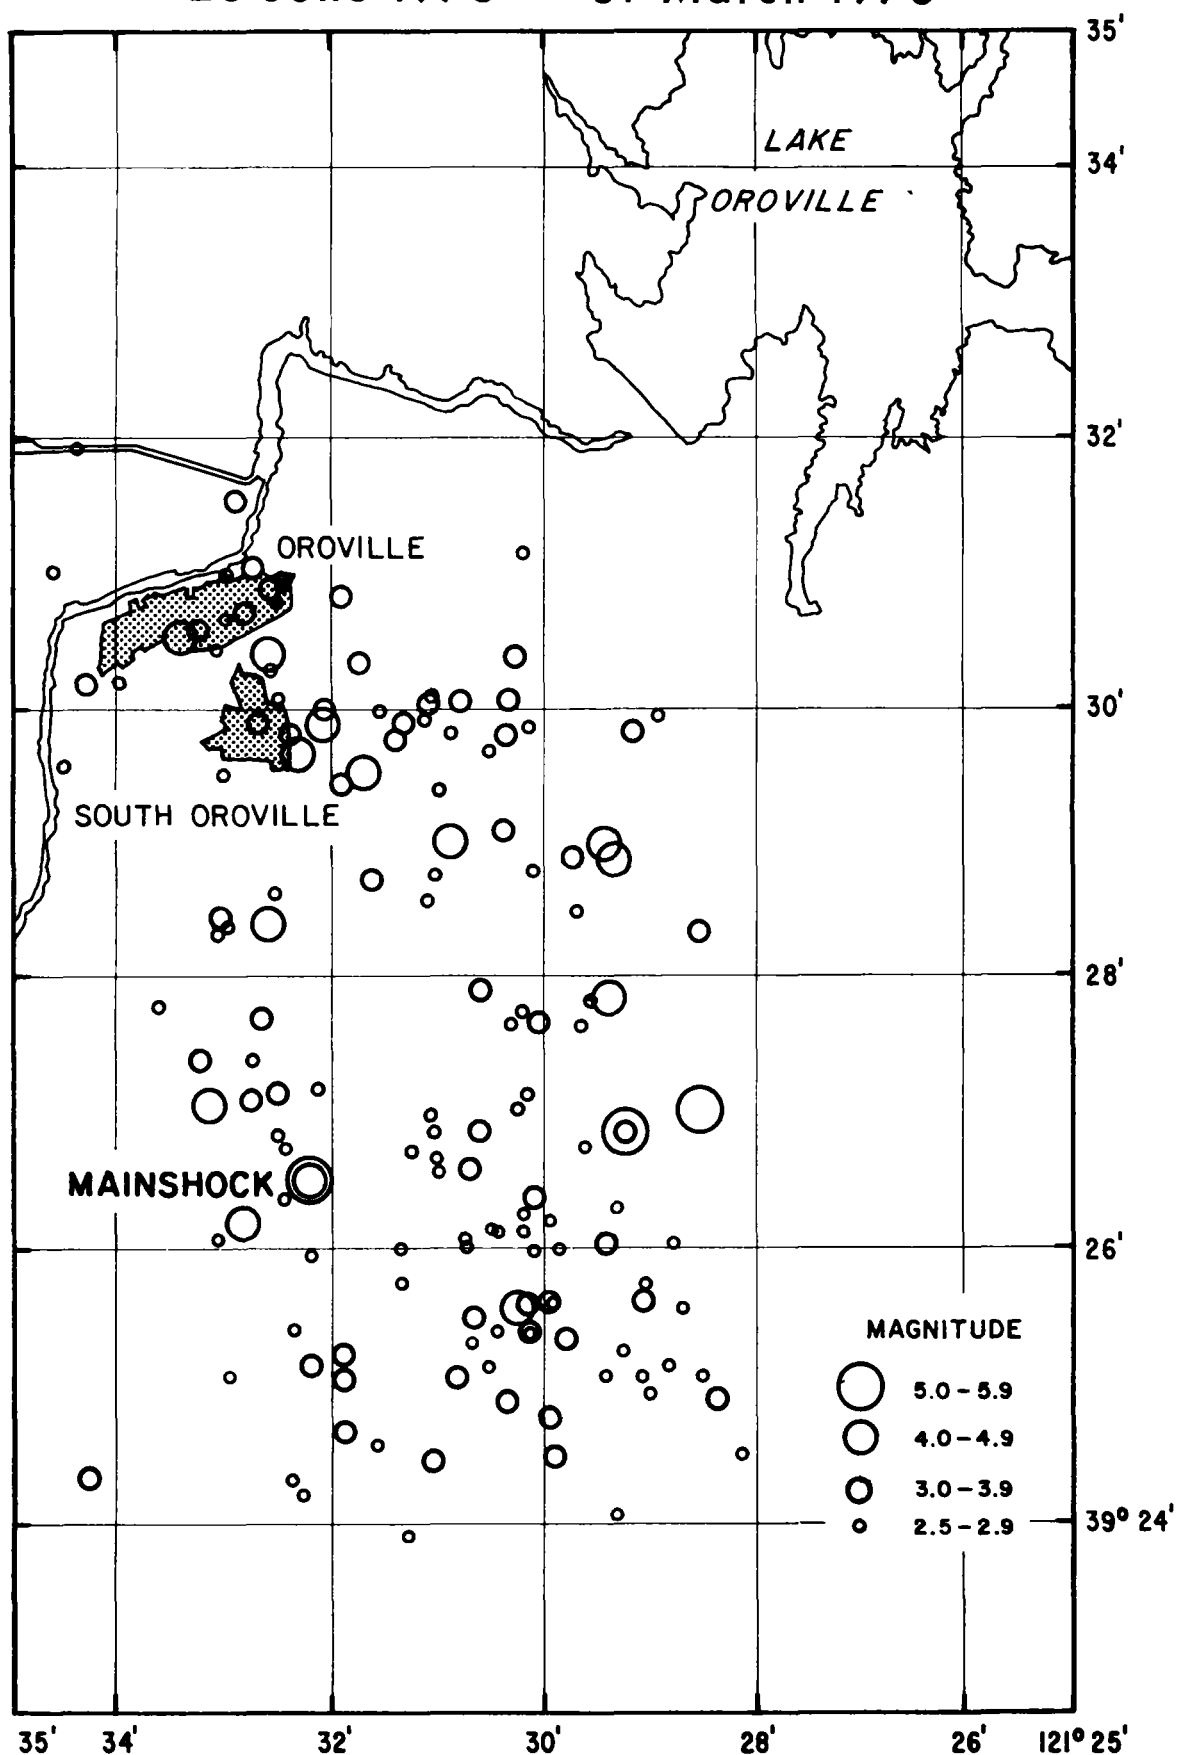 35'
LAKE
34'
OROVILLE
32'
OROVILLE
30'
SOUTH OROVILLE
28'
MAINSHOCK
26'
MAGNITUDE
5.0-5.9
4.0-4.9
3.0-3.9
2.5-2.9
39° 24'
35' 34' 32' 30' 28' 26' 121° 25'